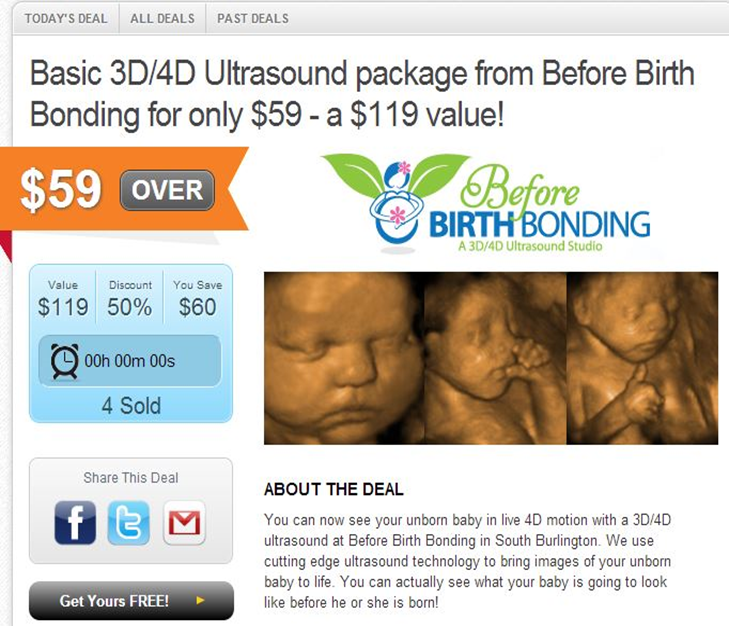 TODAY'S DEAL
ALL DEALS
PAST DEALS
Basic 3D/4D Ultrasound package from Before Birth
Bonding for only $59 - a $119 value!
$59
OVER
Before
BIRTH BONDING
A 3D/4D Ultrasound Studio
Value
Discount
You Save
$119
50%
$60
00h 00m 00s
4 Sold
Share This Deal
Get Yours FREE!
ABOUT THE DEAL
You can now see your unborn baby in live 4D motion with a 3D/4D
ultrasound at Before Birth Bonding in South Burlington. We use
cutting edge ultrasound technology to bring images of your unborn
baby to life. You can actually see what your baby is going to look
like before he or she is born!